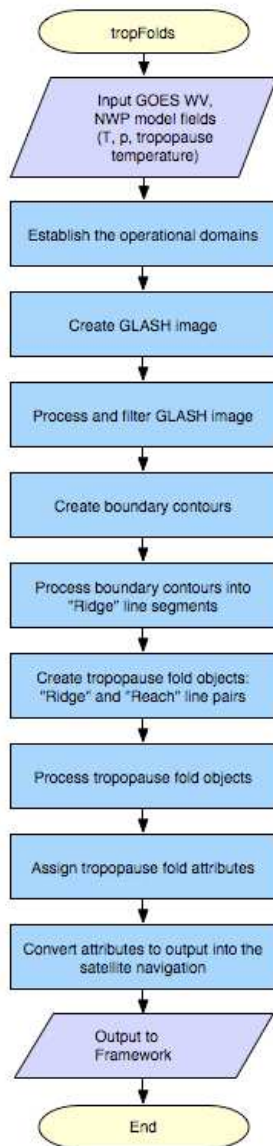 tropFolds
Input GOES WV,
NWP model fields
(T, p, tropopause
temperature)
Establish the operational domains
Create GLASH image
Process and filter GLASH image
Create boundary contours
Process boundary contours into
"Ridge" line segments
Create tropopause fold objects:
"Ridge" and "Reach" line pairs
Process tropopause fold objects
Assign tropopause fold attributes
Convert attributes to output into the
satellite navigation
Output to
Framework
End